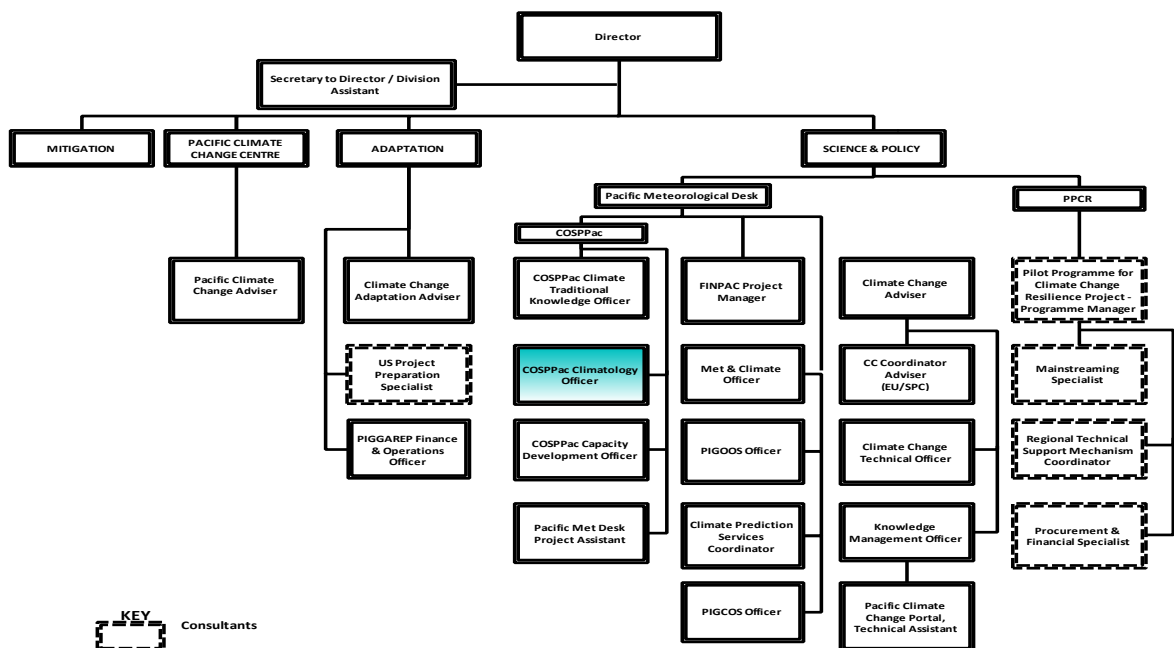 Director
Secretary to Director / Division
Assistant
MITIGATION
PACIFIC CLIMATE
CHANGE CENTRE
ADAPTATION
SCIENCE & POLICY
Pacific Meteorological Desk
PPCR
COSPPac
Pacific Climate
Change Adviser
Climate Change
Adaptation Adviser
COSPPac Climate
Traditional
Knowledge Officer
FINPAC Project
Manager
Climate Change
Adviser
Pilot Programme for
Climate Change
Resilience Project -
Programme Manager
US Project
Preparation
Specialist
COSPPac Climatology
Officer
Met & Climate
Officer
CC Coordinator
Adviser
(EU/SPC)
Mainstreaming
Specialist
PIGGAREP Finance
& Operations
Officer
COSPPac Capacity
Development Officer
PIGOOS Officer
Climate Change
Technical Officer
Regional Technical
Support Mechanism
Coordinator
Pacific Met Desk
Project Assistant
Climate Prediction
Services
Coordinator
Knowledge
Management Officer
Procurement &
Financial Specialist
PIGCOS Officer
Pacific Climate
Change Portal,
Technical Assistant
KEY
Consultants